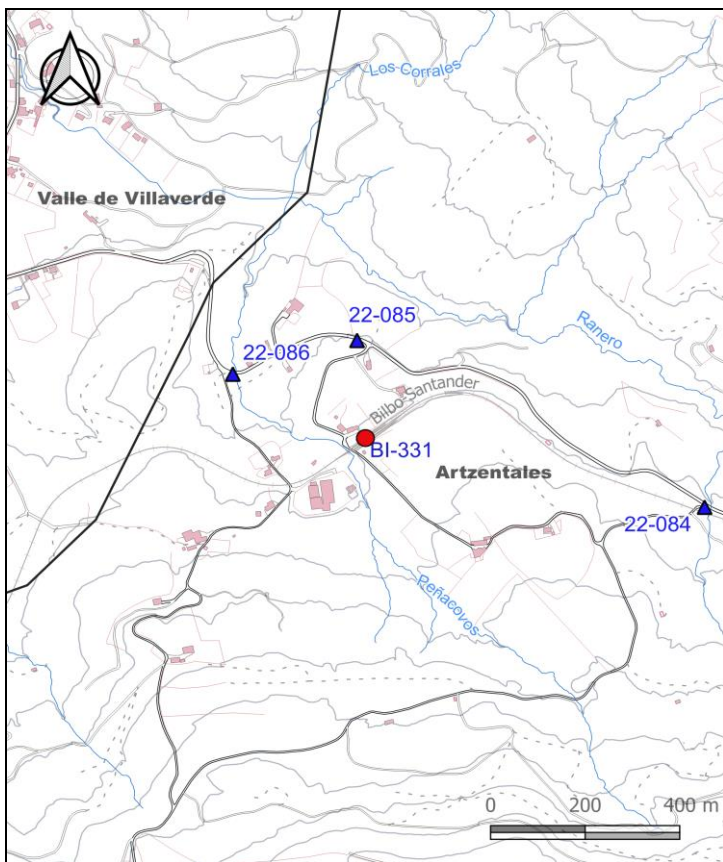 Los Corrales
Valle de Villaverde
22-085
Ranero
22-086
Bilbo-Santander
BI-331
Artzentales
22-084
Peñacovos
0 200 400 m